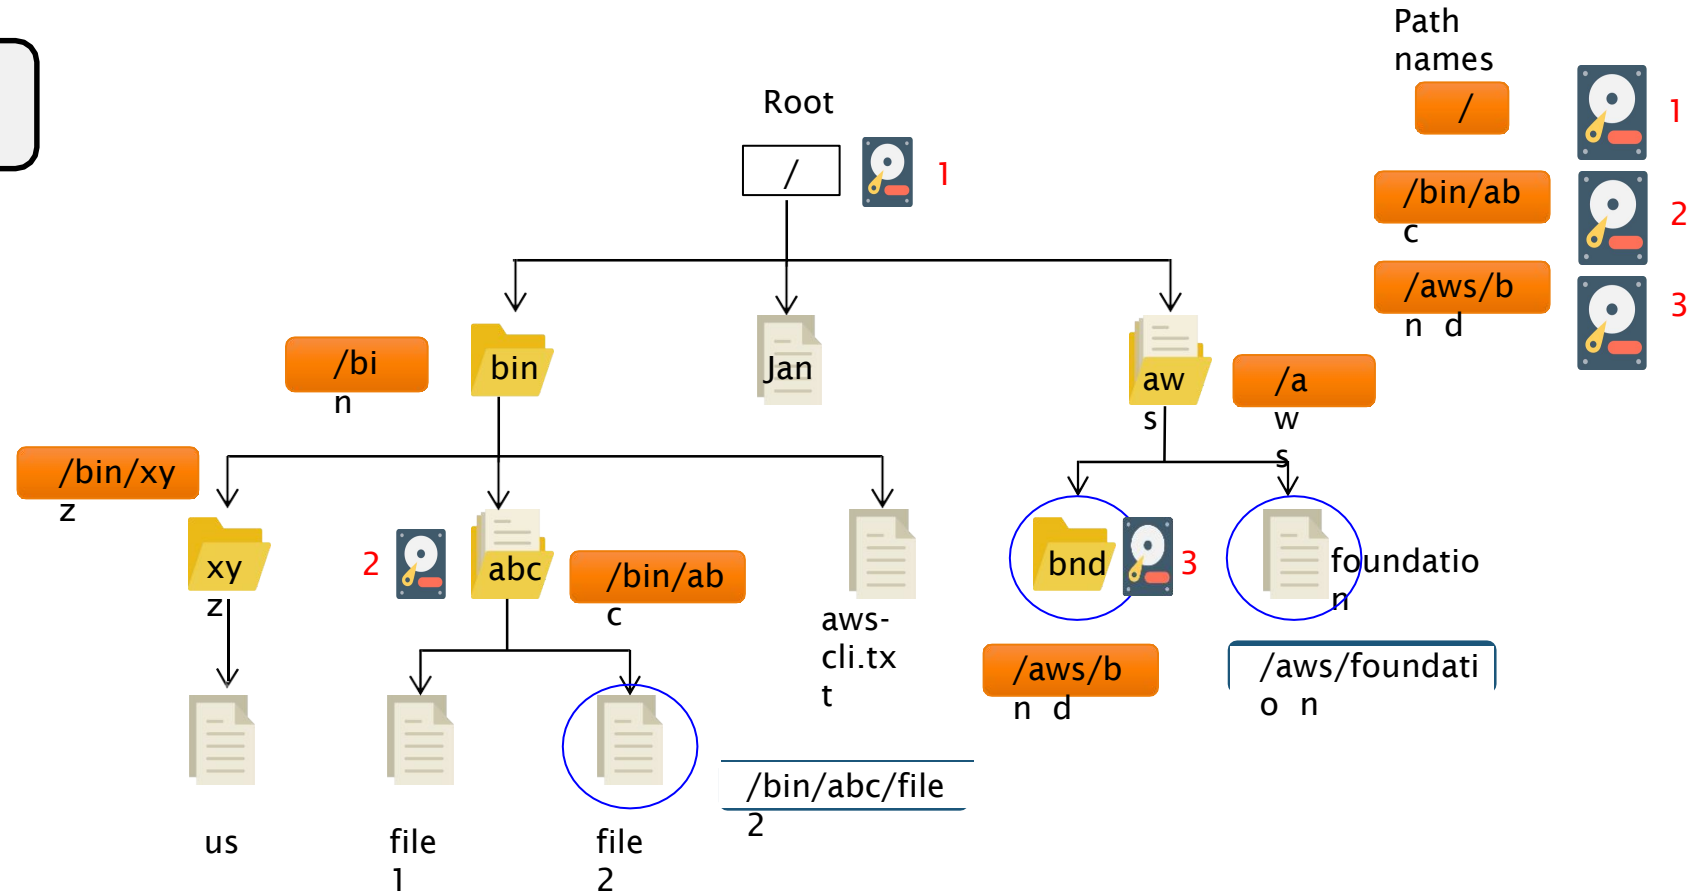 Path
names
Root
/
1
/
1
/bin/ab
c
2
/aws/b
n d
3
/bi
n
bin
Jan
aw
s
/a
w
s
/bin/xy
z
xy
z
2
abc
/bin/ab
c
aws-
cli.tx
t
bnd
3
foundatio
n
/aws/b
n d
/aws/foundati
o n
/bin/abc/file
2
us
file
1
file
2